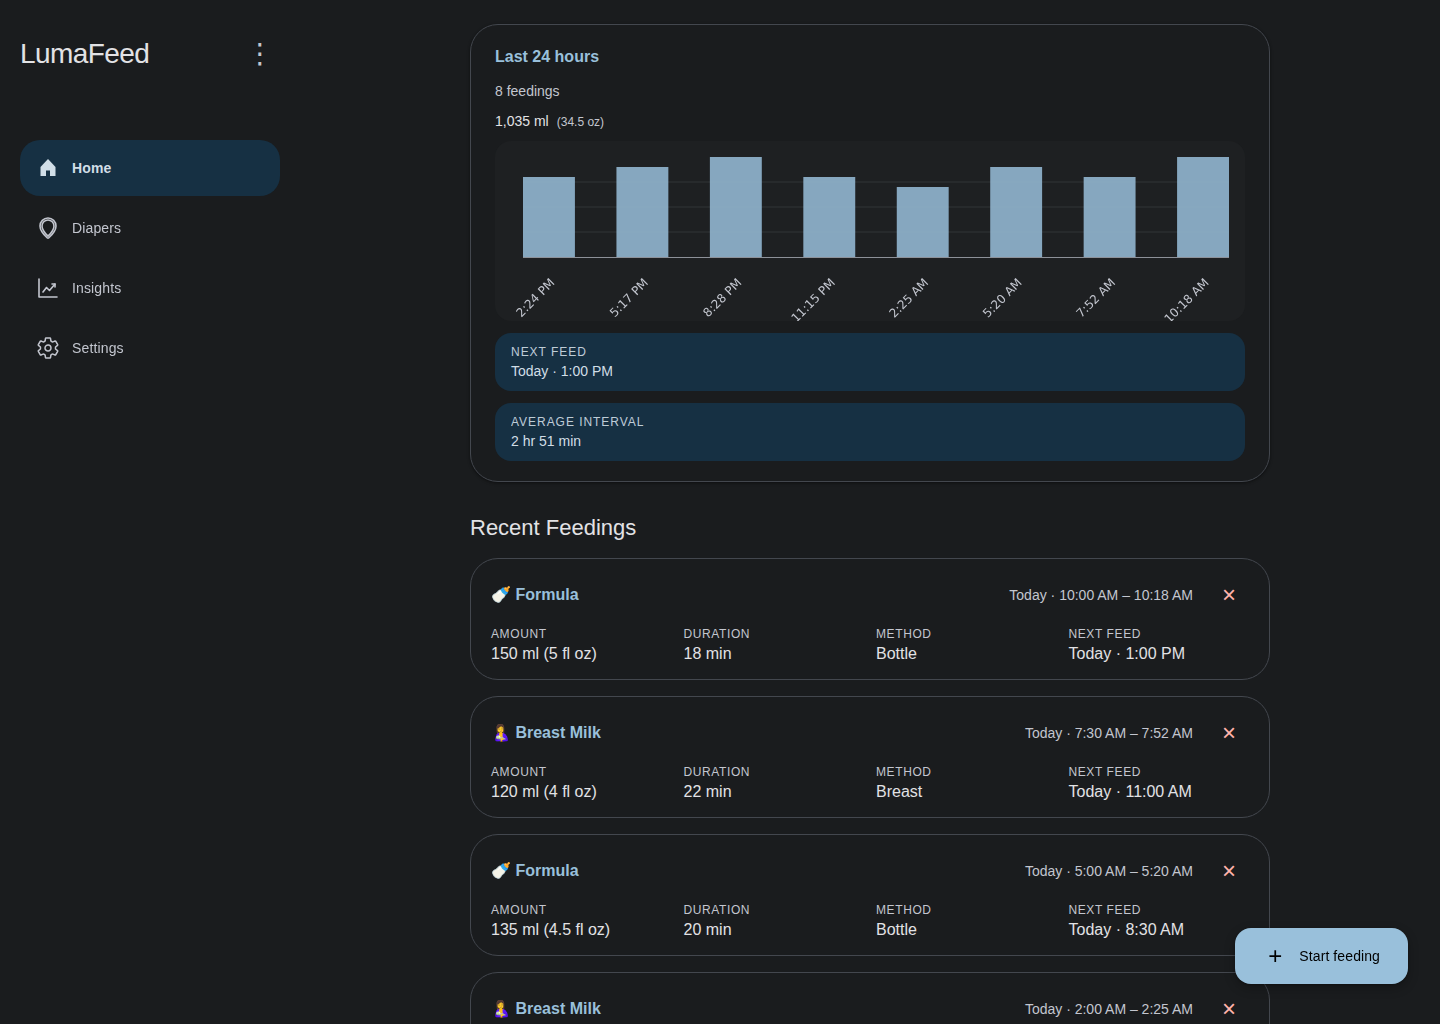 LumaFeed
Home
Diapers
Insights
Settings
Last 24 hours
8 feedings
1,035 ml (34.5 oz)
2:24 PM
5:17 PM
8:28 PM
11:15 PM
2:25 AM
5:20 AM
7:52 AM
10:18 AM
NEXT FEED
Today · 1:00 PM
AVERAGE INTERVAL
2 hr 51 min
Recent Feedings
Formula
Today · 10:00 AM – 10:18 AM
AMOUNT DURATION METHOD NEXT FEED
150 ml (5 fl oz) 18 min Bottle Today · 1:00 PM
Breast Milk
Today · 7:30 AM – 7:52 AM
AMOUNT DURATION METHOD NEXT FEED
120 ml (4 fl oz) 22 min Breast Today · 11:00 AM
Formula
Today · 5:00 AM – 5:20 AM
AMOUNT DURATION METHOD NEXT FEED
135 ml (4.5 fl oz) 20 min Bottle Today · 8:30 AM
Start feeding
Breast Milk
Today · 2:00 AM – 2:25 AM